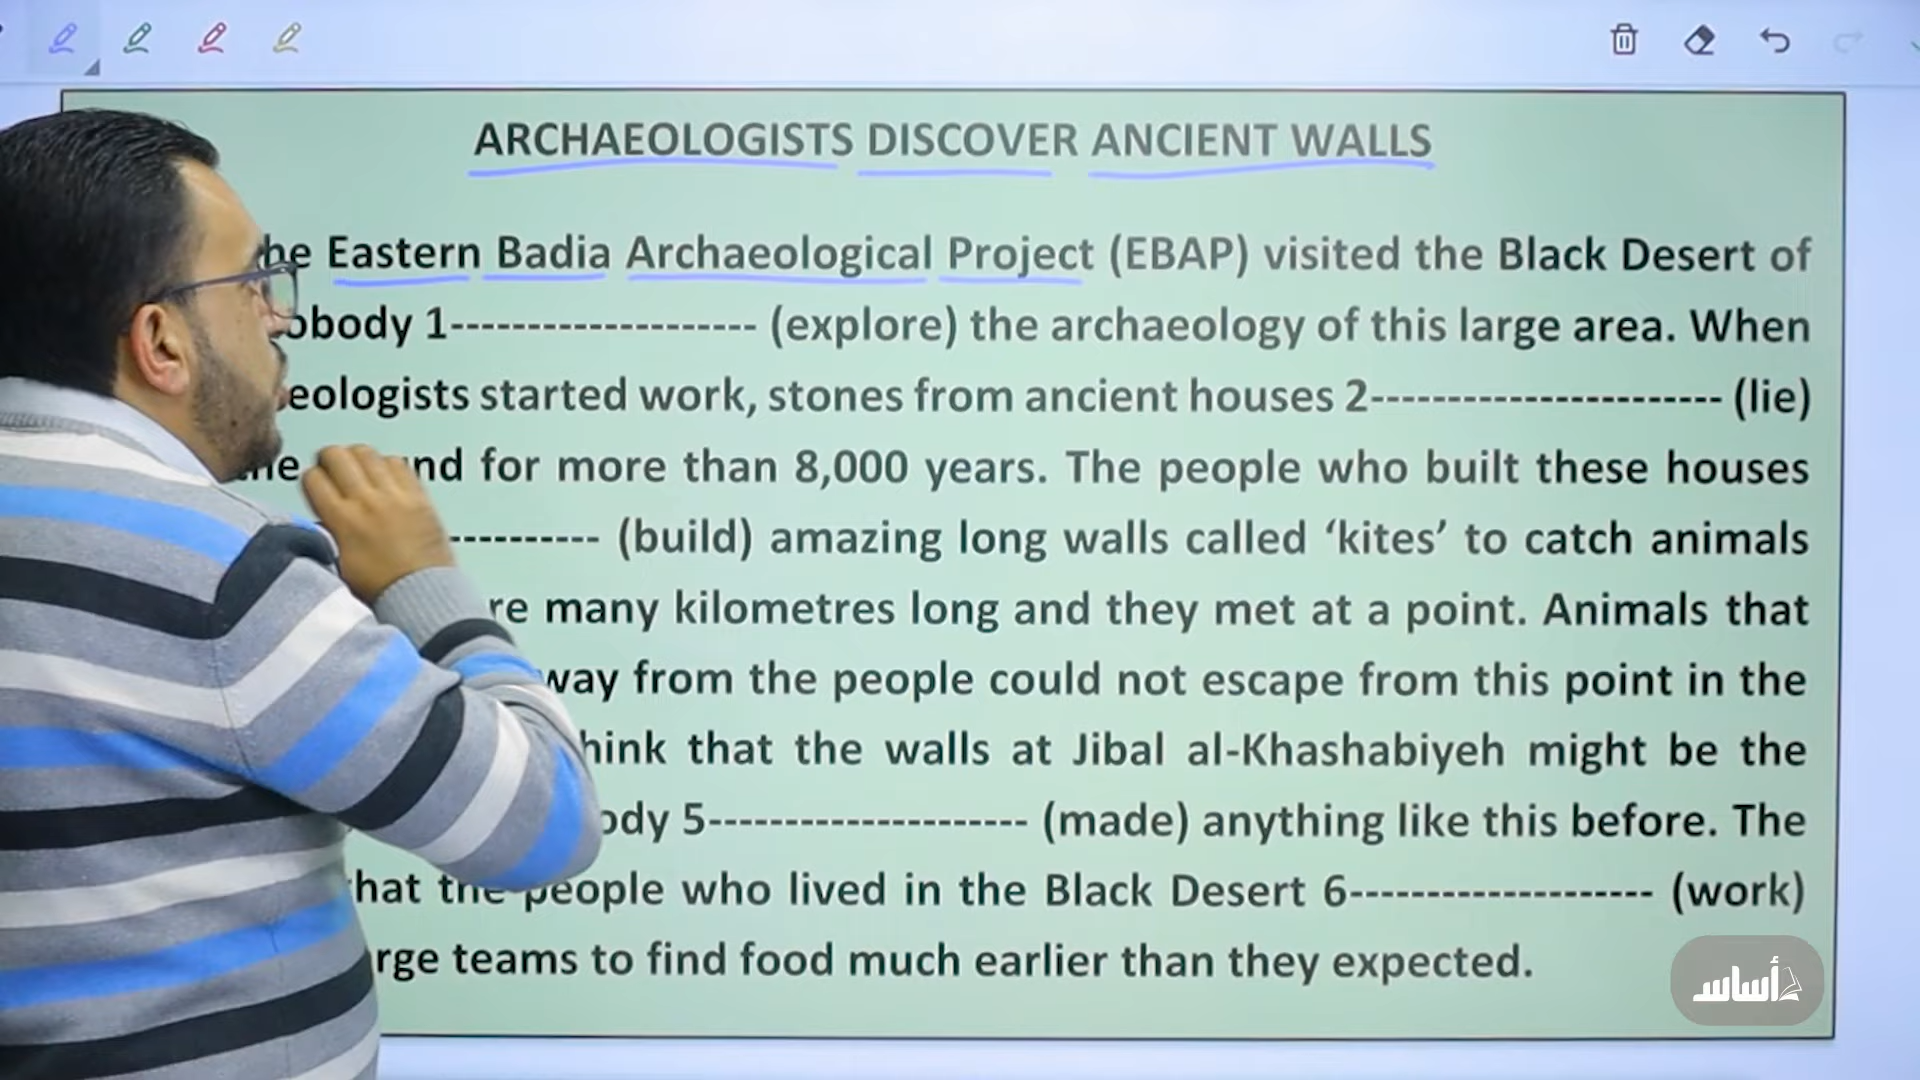 ARCHAEOLOGISTS DISCOVER ANCIENT WALLS
he Eastern Badia Archaeological Project (EBAP) visited the Black Desert of
obody 1-------------------- (explore) the archaeology of this large area. When
eologists started work, stones from ancient houses 2----------------------- (lie)
he nd for more than 8,000 years. The people who built these houses
---------- (build) amazing long walls called ‘kites’ to catch animals
re many kilometres long and they met at a point. Animals that
way from the people could not escape from this point in the
hink that the walls at Jibal al-Khashabiyeh might be the
ody 5--------------------- (made) anything like this before. The
hat the people who lived in the Black Desert 6-------------------- (work)
rge teams to find food much earlier than they expected.
أساس